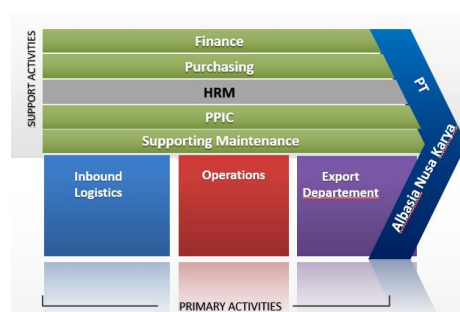 SUPPORT ACTIVITIES
Finance
Purchasing
HRM
PPIC
Supporting Maintenance
Inbound
Logistics
Operations
Export
Departement
PT
Albasia Nusa Karya
PRIMARY ACTIVITIES